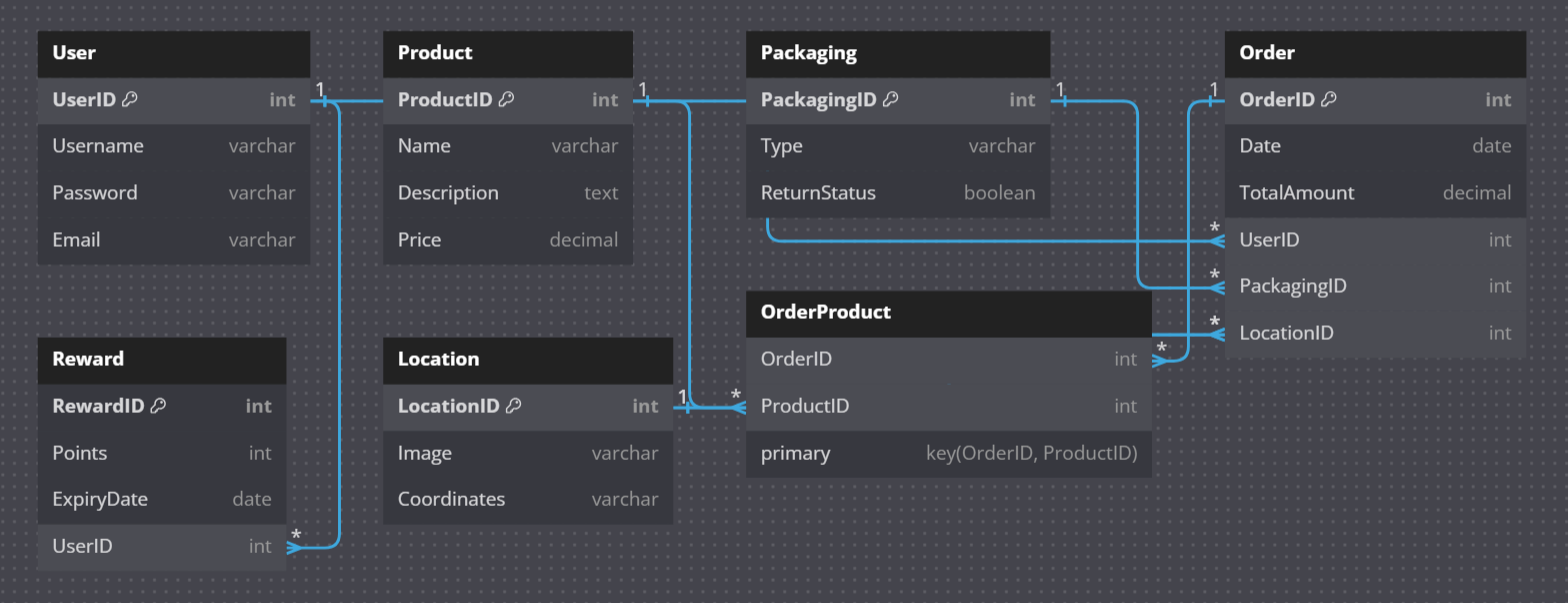 User
UserID int
Username varchar
Password varchar
Email varchar
Product
ProductID int
Name varchar
Description text
Price decimal
Packaging
PackagingID int
Type varchar
ReturnStatus boolean
Order
OrderID int
Date date
TotalAmount decimal
UserID int
PackagingID int
LocationID int
Reward
RewardID int
Points int
ExpiryDate date
UserID int
Location
LocationID int
Image varchar
Coordinates varchar
OrderProduct
OrderID int
ProductID int
primary key(OrderID, ProductID)
1
1
1
1
*
*
*
*
1
*
*